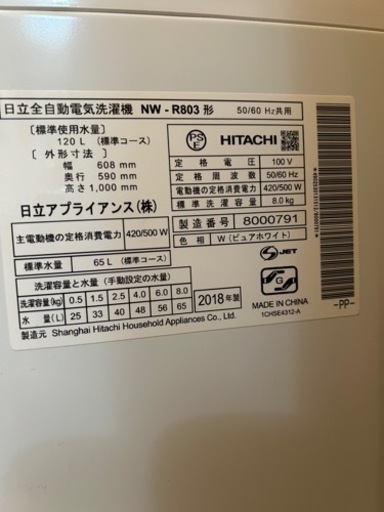 日立全自動電気洗濯機 NW-R803形 50/60 Hz共用
[標準使用水量]
120 L (標準コース)
[外形寸法]
幅 608 mm
奥行 590 mm
高さ 1,000 mm
日立アプライアンス(株)
主電動機の定格消費電力 420/500 W
標準水量 65 L (標準コース)
PS E HITACHI
定格電圧 100 V
定格周波数 50/60 Hz
電動機の定格消費電力 420/500 W
標準洗濯容量 8.0 kg
製造番号 8000791
色相 W (ピュアホワイト)
S-JET
洗濯容量と水量 (手動設定の水量)
洗濯容量(kg) 0.5 1.5 2.5 4.0 6.0 8.0
水量(L) 25 33 40 48 56 65
2018年製
MADE IN CHINA
1CHSE4312-A
製造元 Shanghai Hitachi Household Appliances Co., Ltd.
-PP-